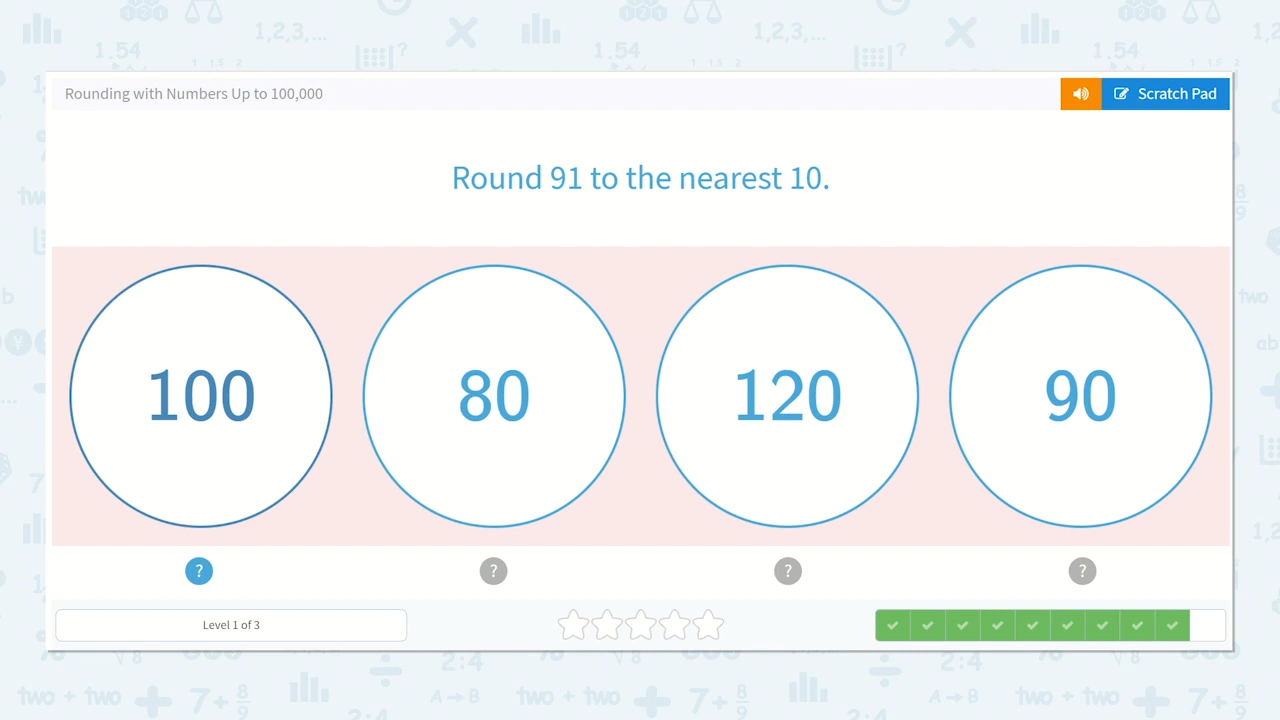 Rounding with Numbers Up to 100,000
Scratch Pad
Round 91 to the nearest 10.
100 80 120 90
? ? ? ?
Level 1 of 3